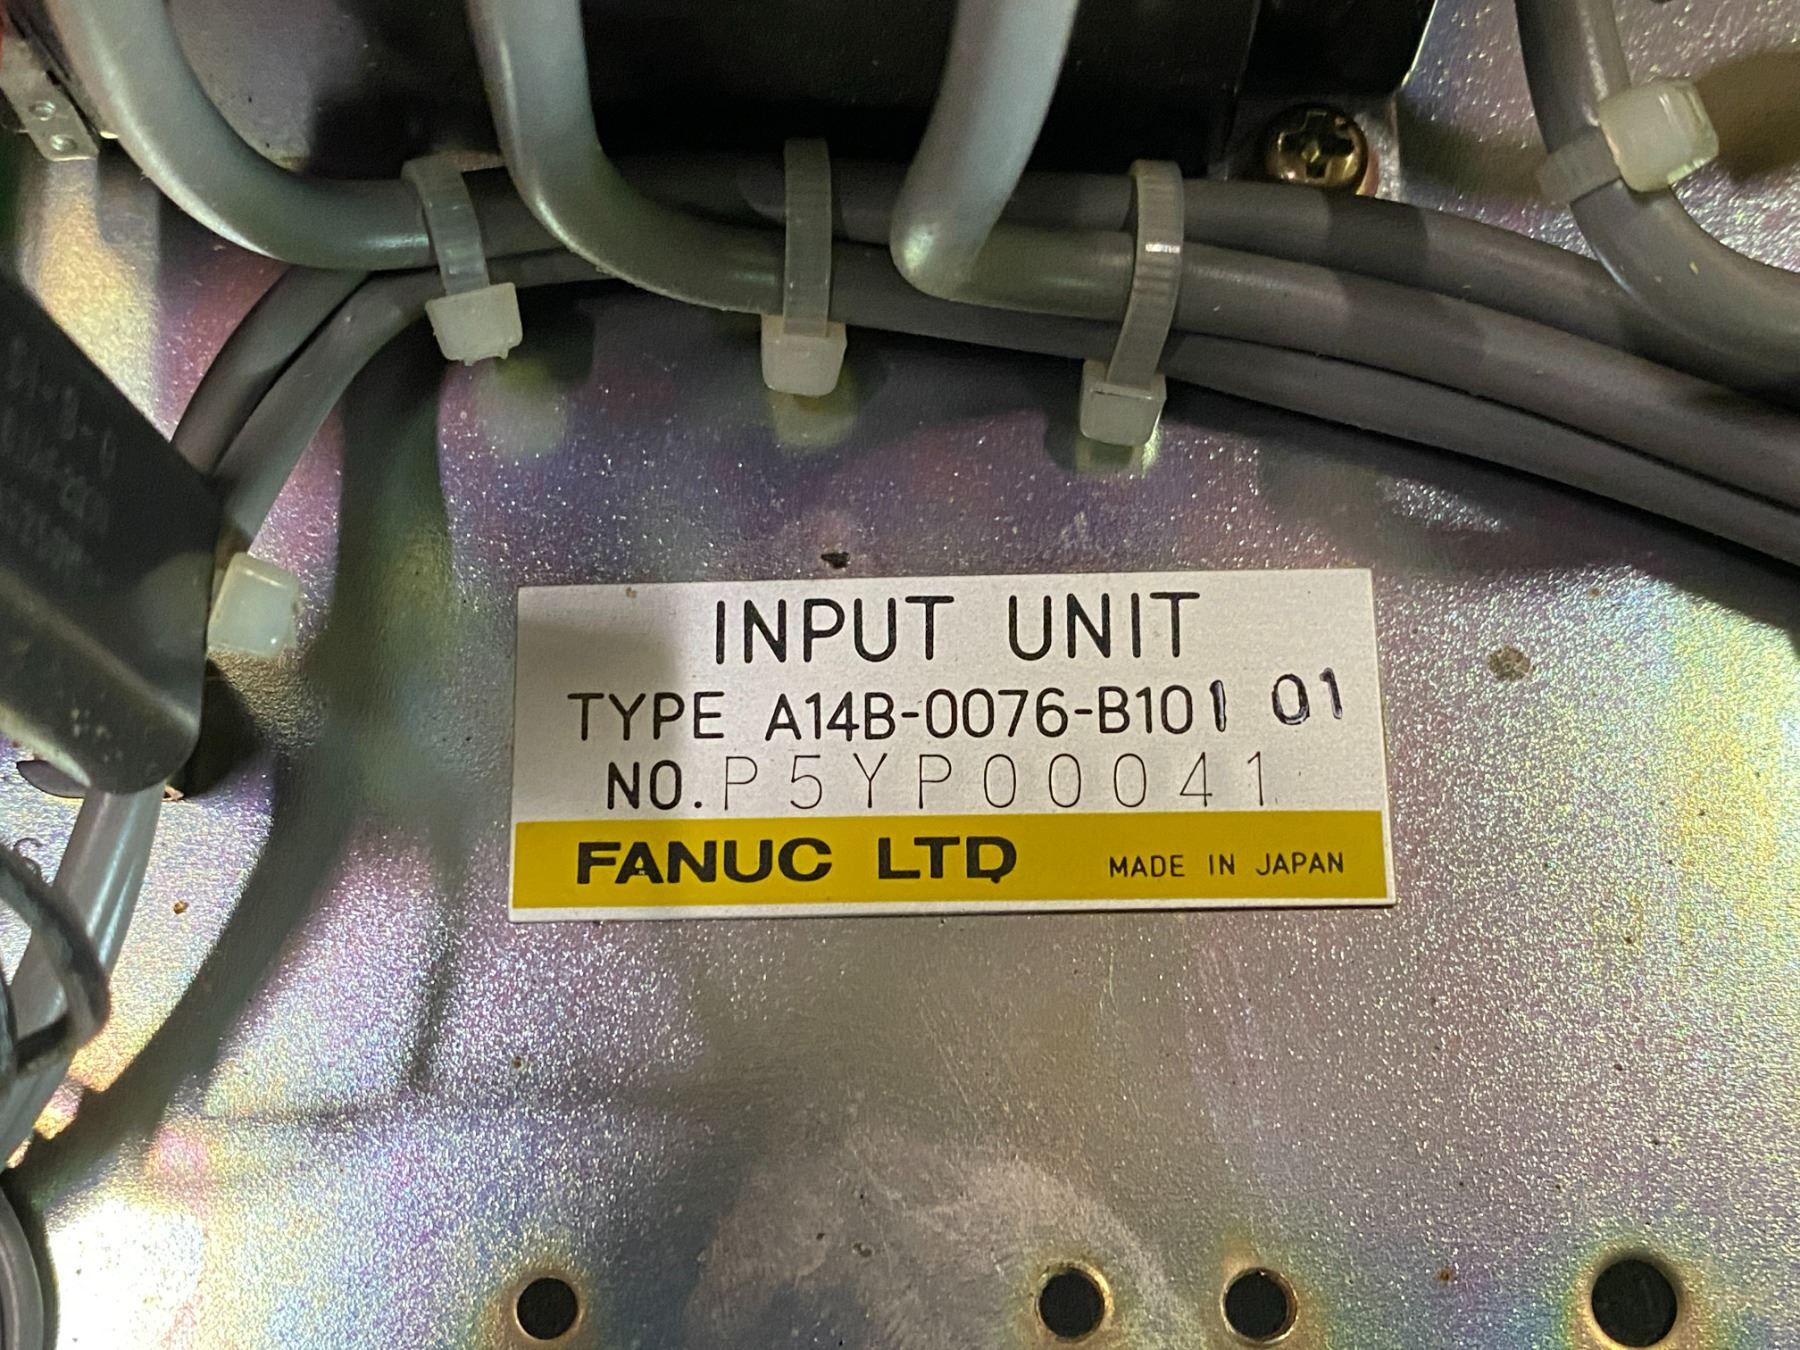 INPUT UNIT
TYPE A14B-0076-B101 01
NO. P5YP00041
FANUC LTD MADE IN JAPAN